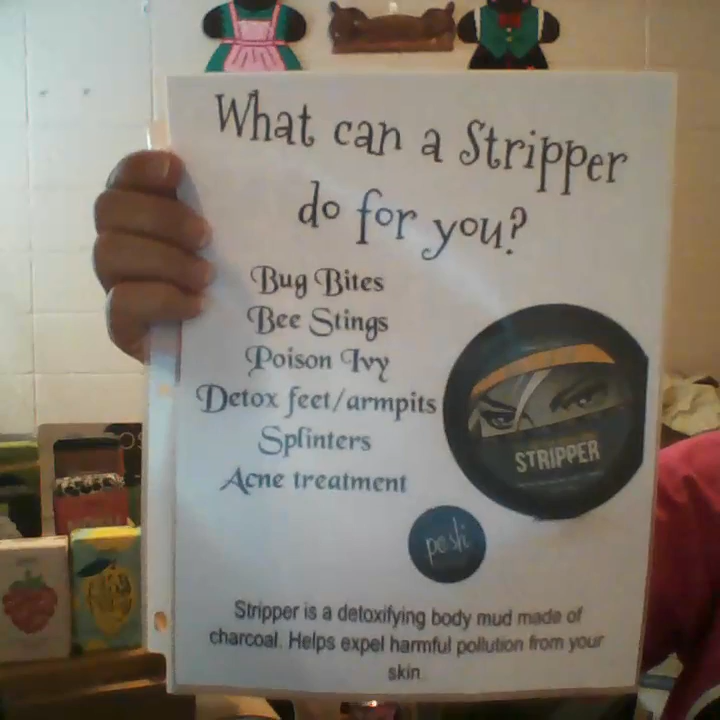 What can a Stripper
do for you?
Bug Bites
Bee Stings
Poison Ivy
Detox feet/armpits
Splinters
Acne treatment
STRIPPER
posh
Stripper is a detoxifying body mud made of
charcoal. Helps expel harmful pollution from your
skin